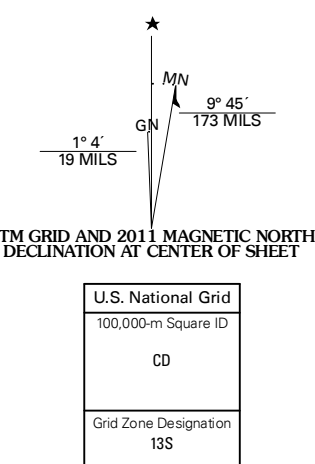 MN
9° 45´
173 MILS
GN
1° 4´
19 MILS
TM GRID AND 2011 MAGNETIC NORTH
DECLINATION AT CENTER OF SHEET
U.S. National Grid
100,000-m Square ID
CD
Grid Zone Designation
13S